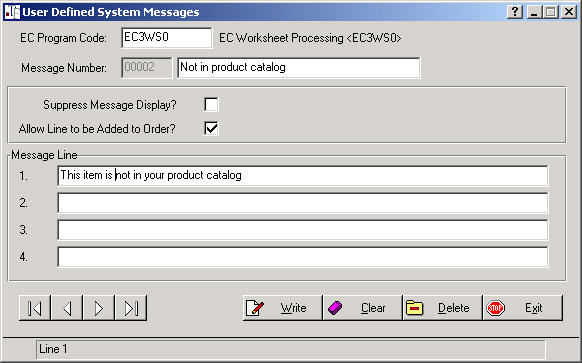 User Defined System Messages
EC Program Code: EC3WS0 EC Worksheet Processing <EC3WS0>
Message Number: 00002 Not in product catalog
Suppress Message Display?
Allow Line to be Added to Order?
Message Line
1. This item is not in your product catalog
2.
3.
4.
Write Clear Delete STOP Exit
Line 1